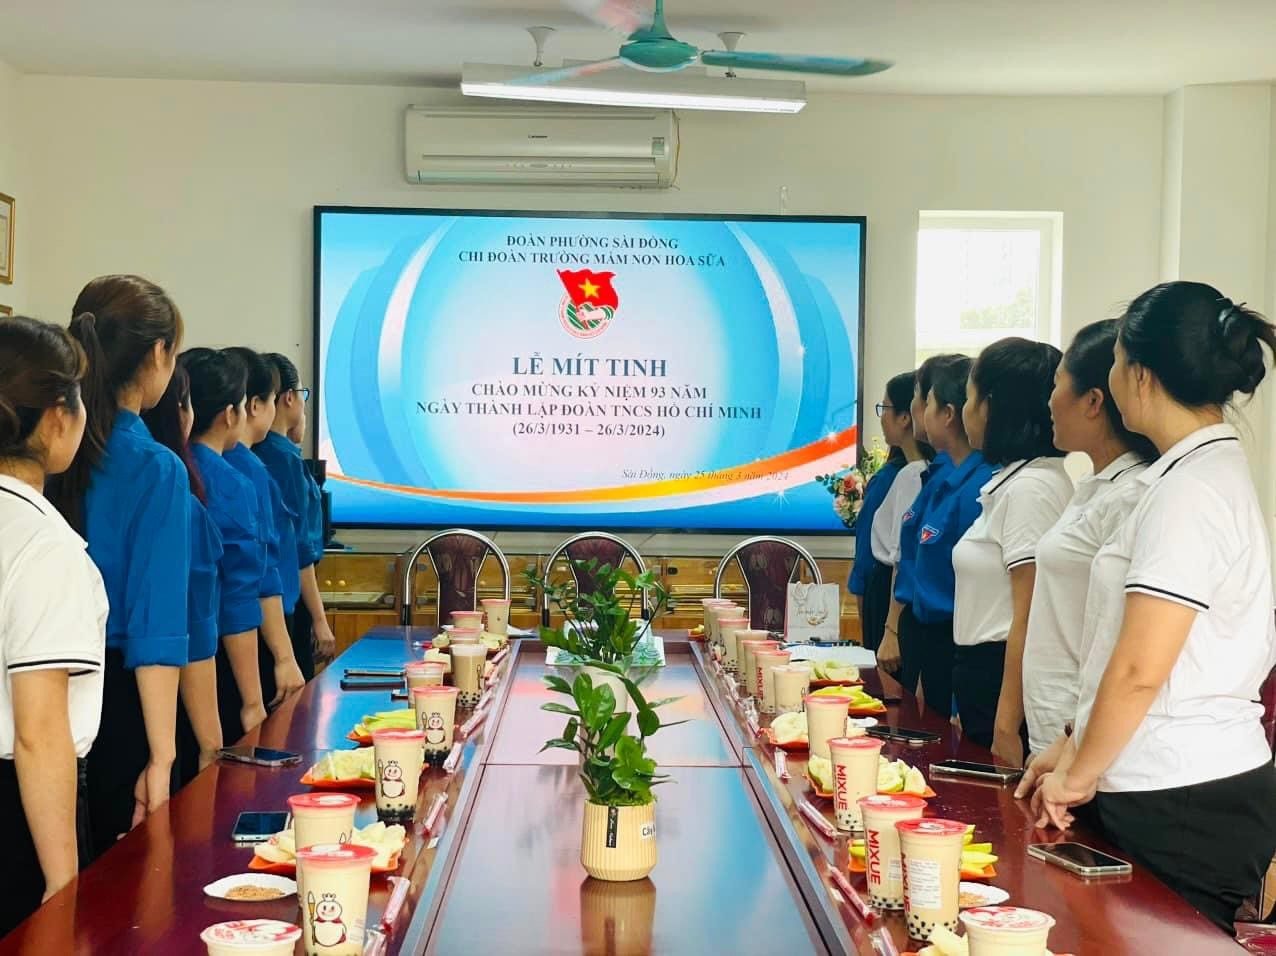 ĐOÀN PHƯỜNG SÀI ĐỒNG
CHI ĐOÀN TRƯỜNG MẦM NON HOA SỮA
LỄ MÍT TINH
CHÀO MỪNG KỶ NIỆM 93 NĂM
NGÀY THÀNH LẬP ĐOÀN TNCS HỒ CHÍ MINH
(26/3/1931 – 26/3/2024)
Sài Đồng, ngày 25 tháng 3 năm 2024
MIXUE
MIXUE
MIXUE